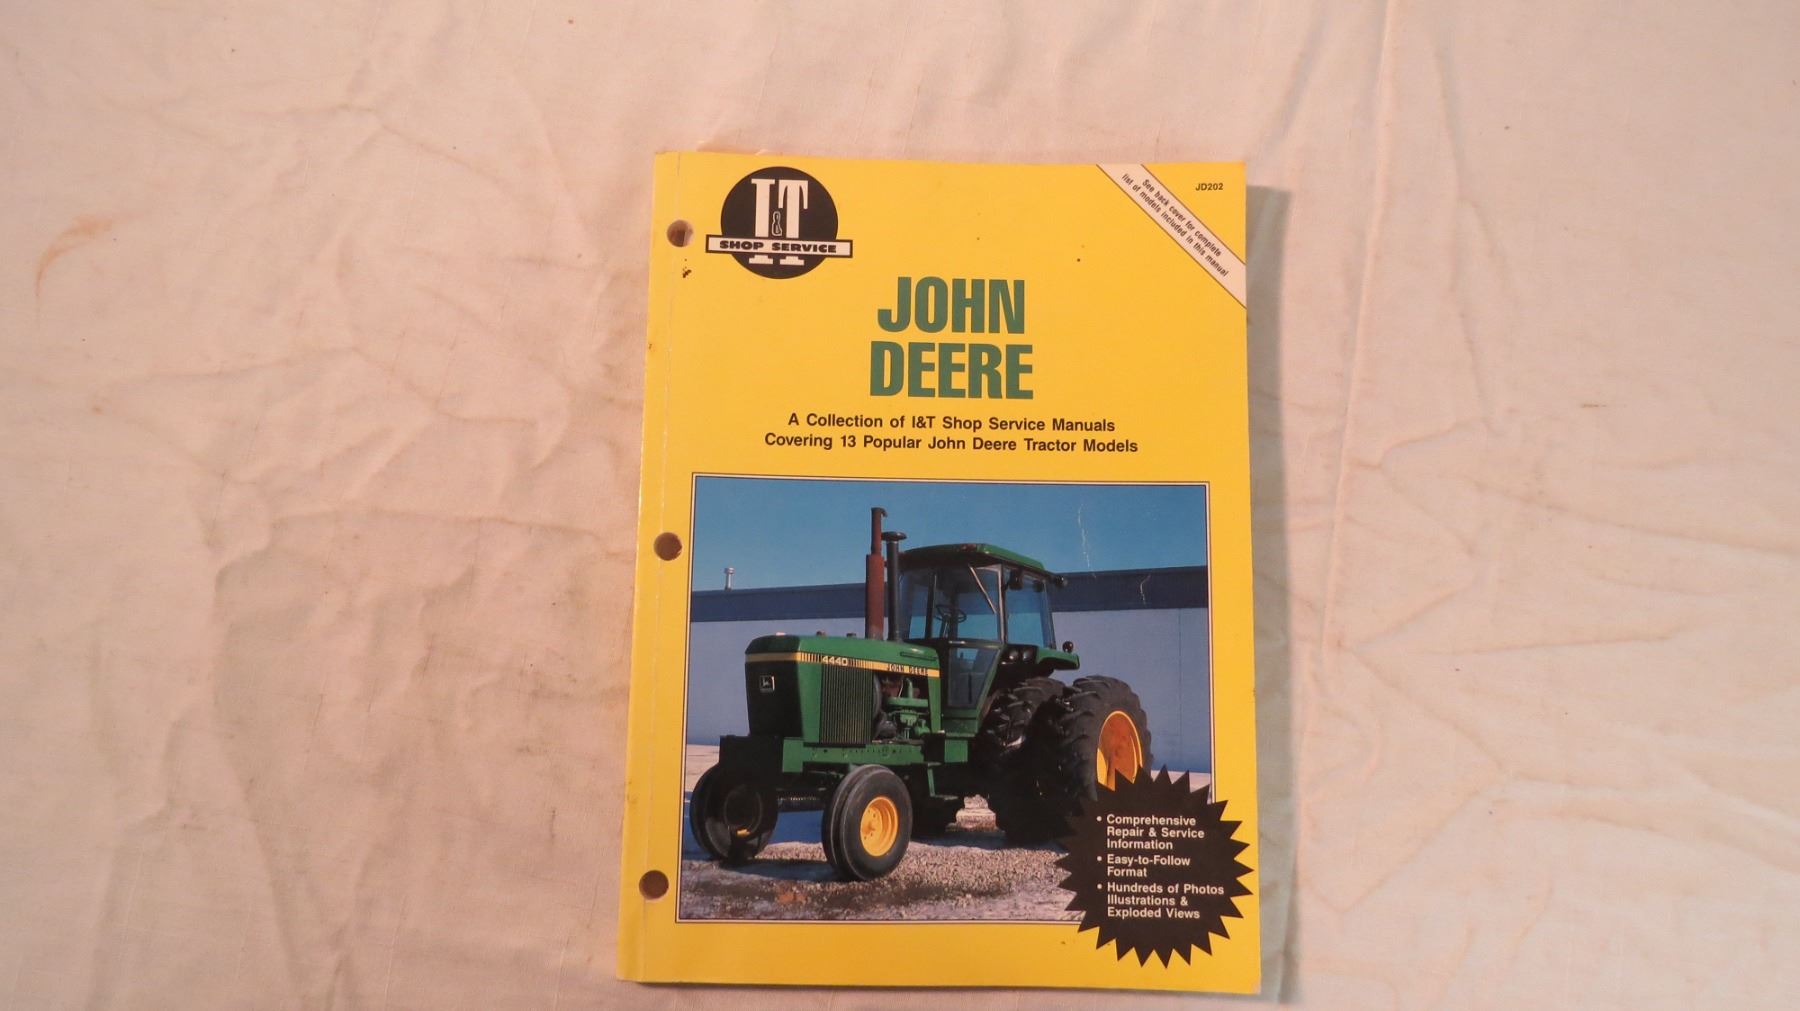 I&T
SHOP SERVICE
JD202
See back cover for complete
list of models included in this manual
JOHN
DEERE
A Collection of I&T Shop Service Manuals
Covering 13 Popular John Deere Tractor Models
4440
JOHN DEERE
• Comprehensive
Repair & Service
Information
• Easy-to-Follow
Format
• Hundreds of Photos
Illustrations &
Exploded Views